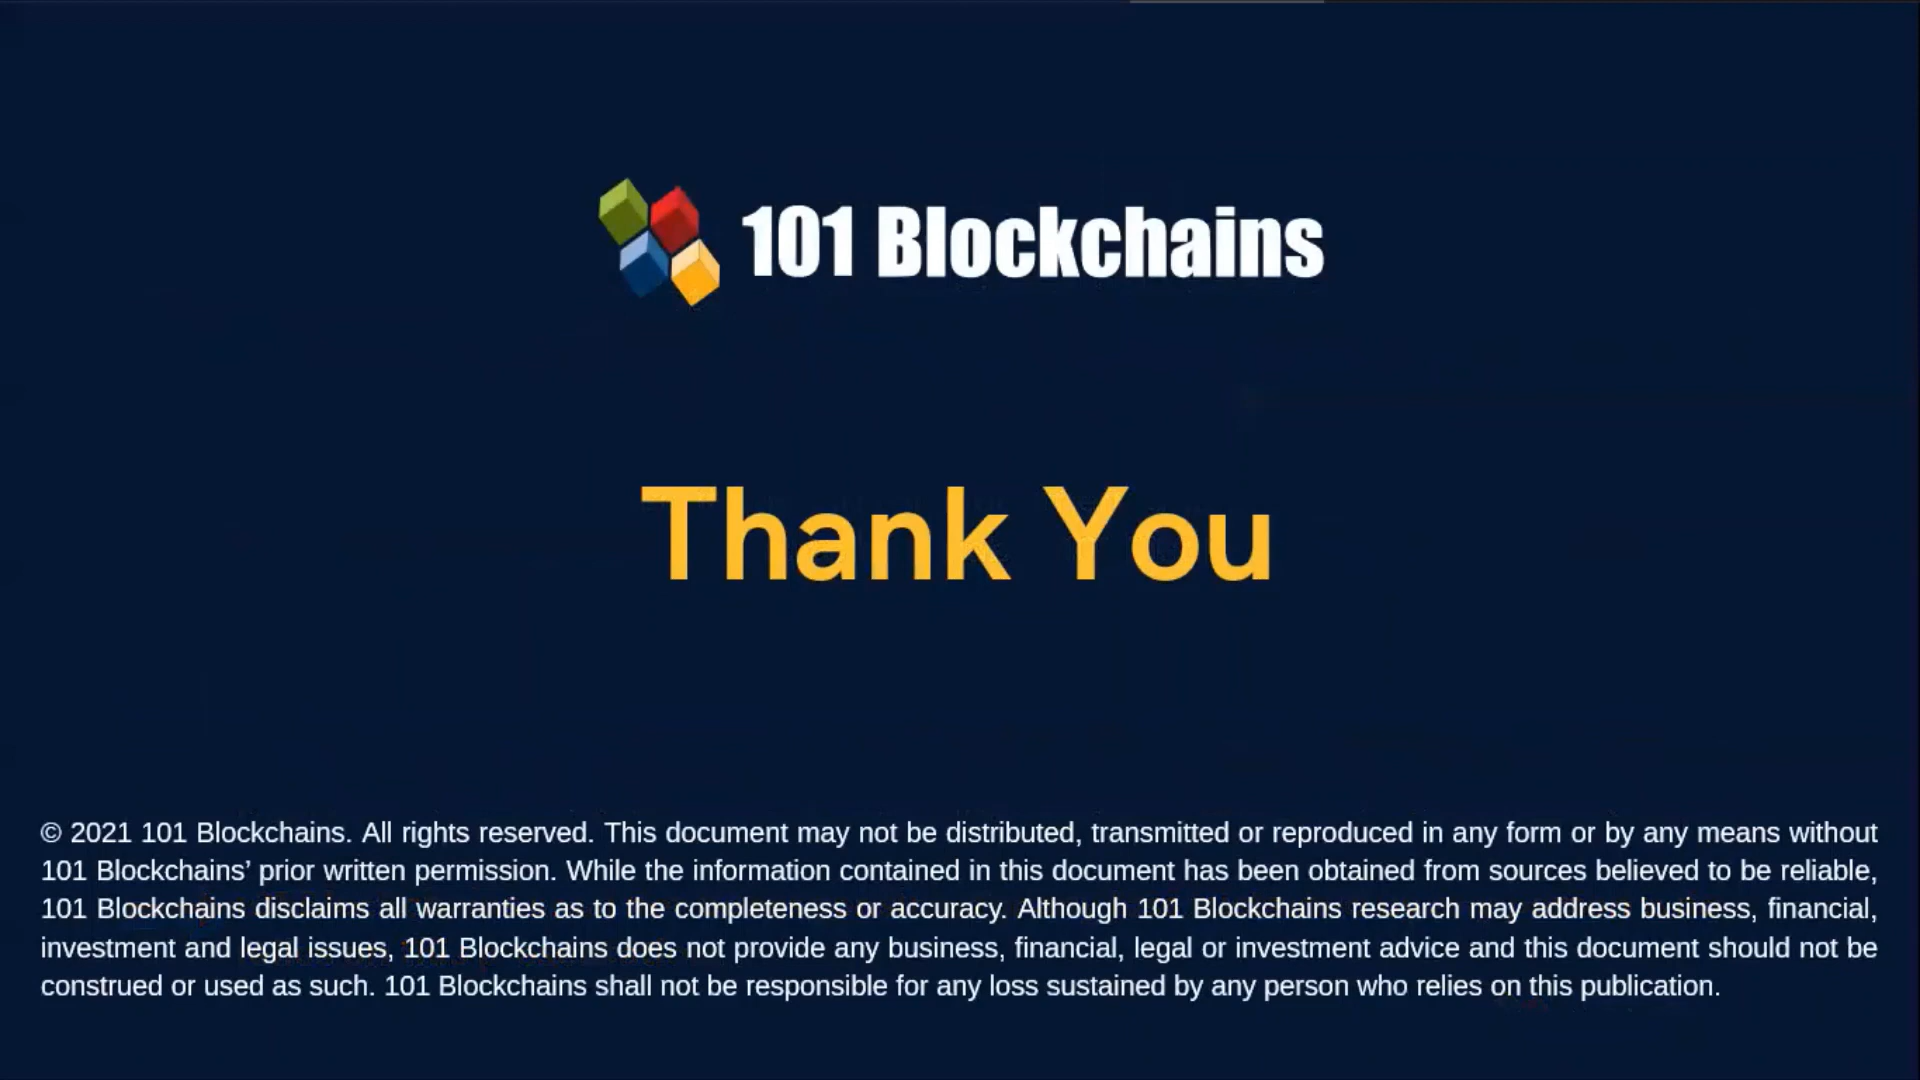 101 Blockchains
Thank You
© 2021 101 Blockchains. All rights reserved. This document may not be distributed, transmitted or reproduced in any form or by any means without
101 Blockchains’ prior written permission. While the information contained in this document has been obtained from sources believed to be reliable,
101 Blockchains disclaims all warranties as to the completeness or accuracy. Although 101 Blockchains research may address business, financial,
investment and legal issues, 101 Blockchains does not provide any business, financial, legal or investment advice and this document should not be
construed or used as such. 101 Blockchains shall not be responsible for any loss sustained by any person who relies on this publication.